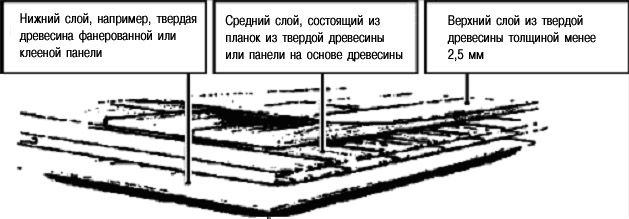 Нижний слой, например, твердая
древесина фанерованной или
клееной панели
Средний слой, состоящий из
планок из твердой древесины
или панели на основе древесины
Верхний слой из твердой
древесины толщиной менее
2,5 мм